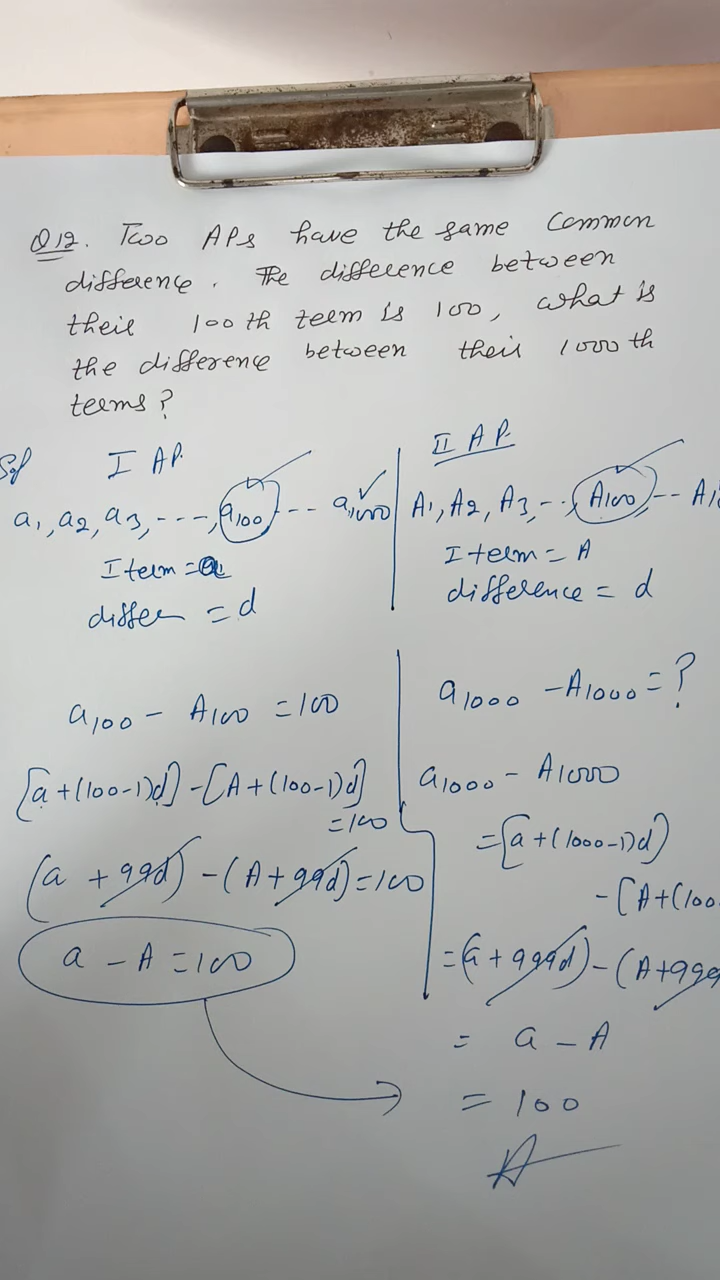 Q12. Two APs have the same common
difference. The difference between
their 100th term is 100, what is
the difference between their 1000th
terms?
Sol I AP.
a1, a2, a3, ----, a100 --- a1000
I term = a
differ = d
II AP.
A1, A2, A3, --- A100 -- A1
I term = A
difference = d
a100 - A100 = 100
[a+(100-1)d] - [A+(100-1)d]
= 100
(a + 99d) - (A + 99d) = 100
a - A = 100
a1000 - A1000 = ?
a1000 - A1000
= [a+(1000-1)d]
- [A+(100
= (a + 999d) - (A+999
= a - A
= 100